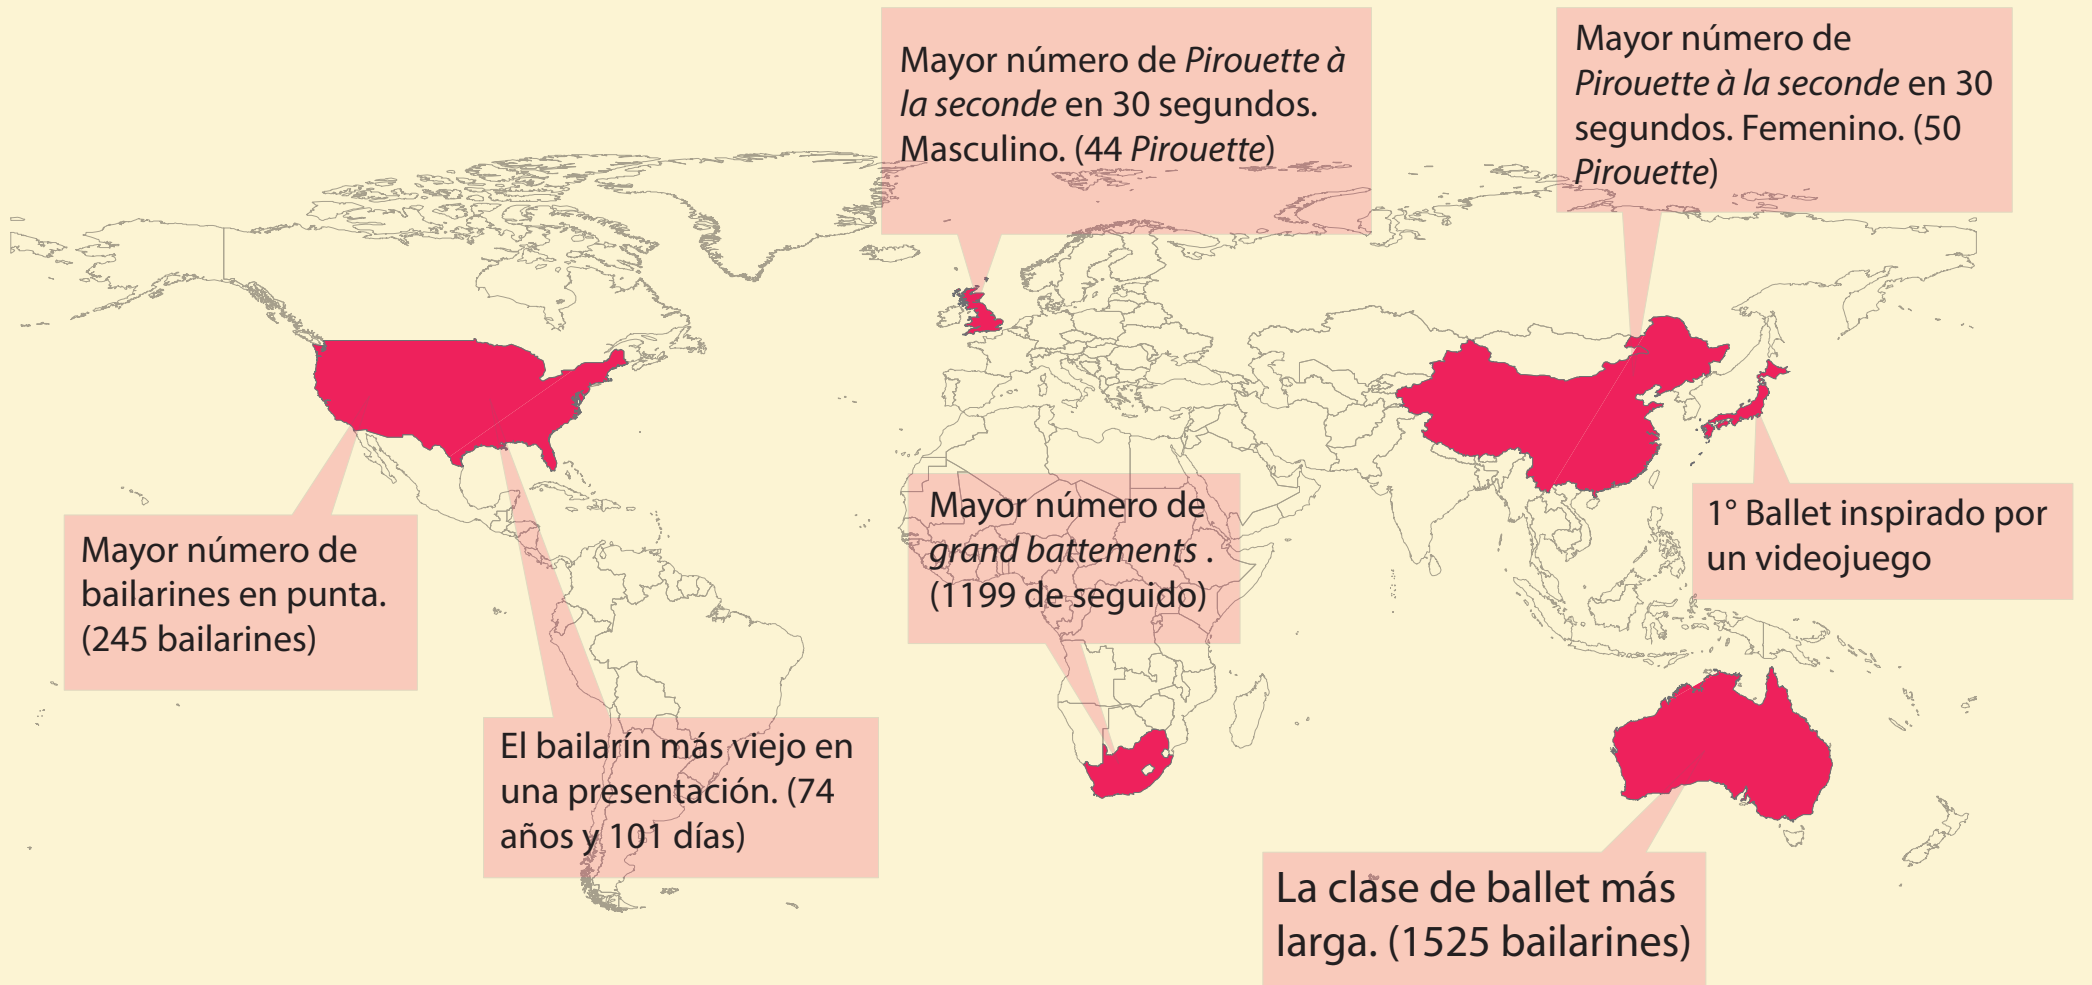 Mayor número de Pirouette à
la seconde en 30 segundos.
Masculino. (44 Pirouette)
Mayor número de
Pirouette à la seconde en 30
segundos. Femenino. (50
Pirouette)
Mayor número de
bailarines en punta.
(245 bailarines)
Mayor número de
grand battements .
(1199 de seguido)
1° Ballet inspirado por
un videojuego
El bailarín más viejo en
una presentación. (74
años y 101 días)
La clase de ballet más
larga. (1525 bailarines)